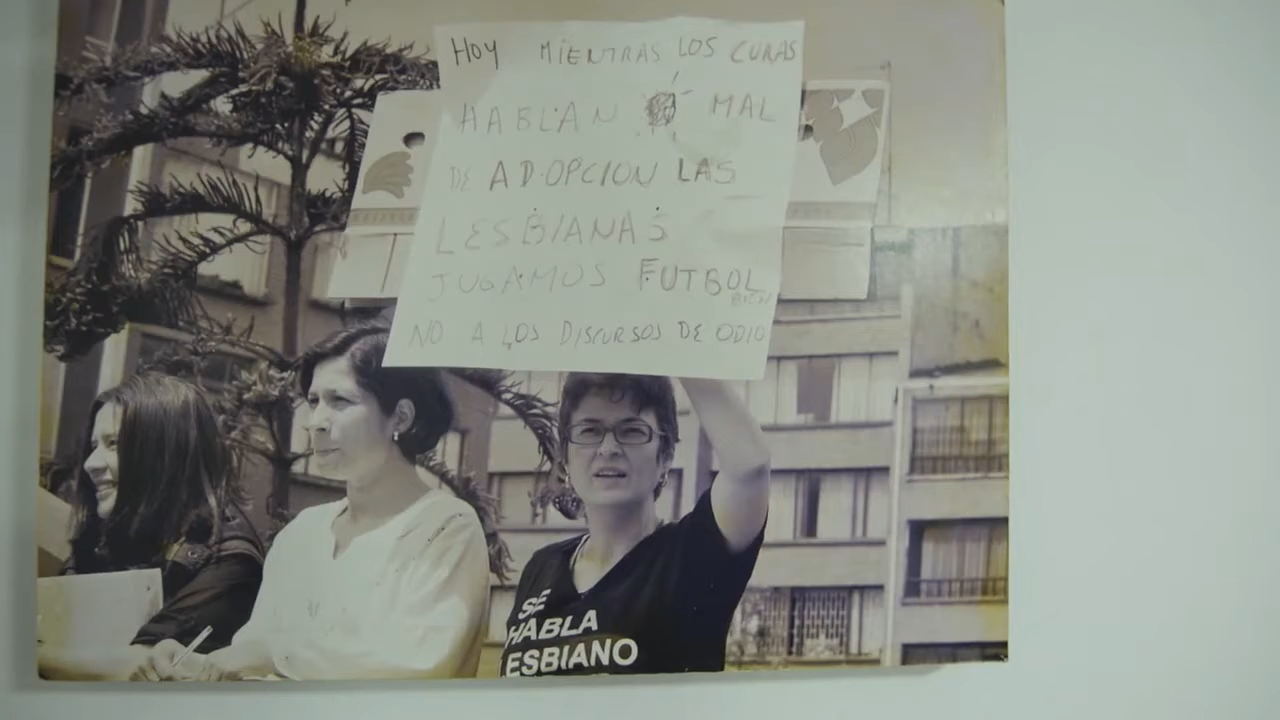 HOY MIENTRAS LOS CURAS
HABLAN MAL
DE ADOPCION LAS
LESBIANAS
JUGAMOS FUTBOL
NO A LOS DISCURSOS DE ODIO
SE
HABLA
ESBIANO